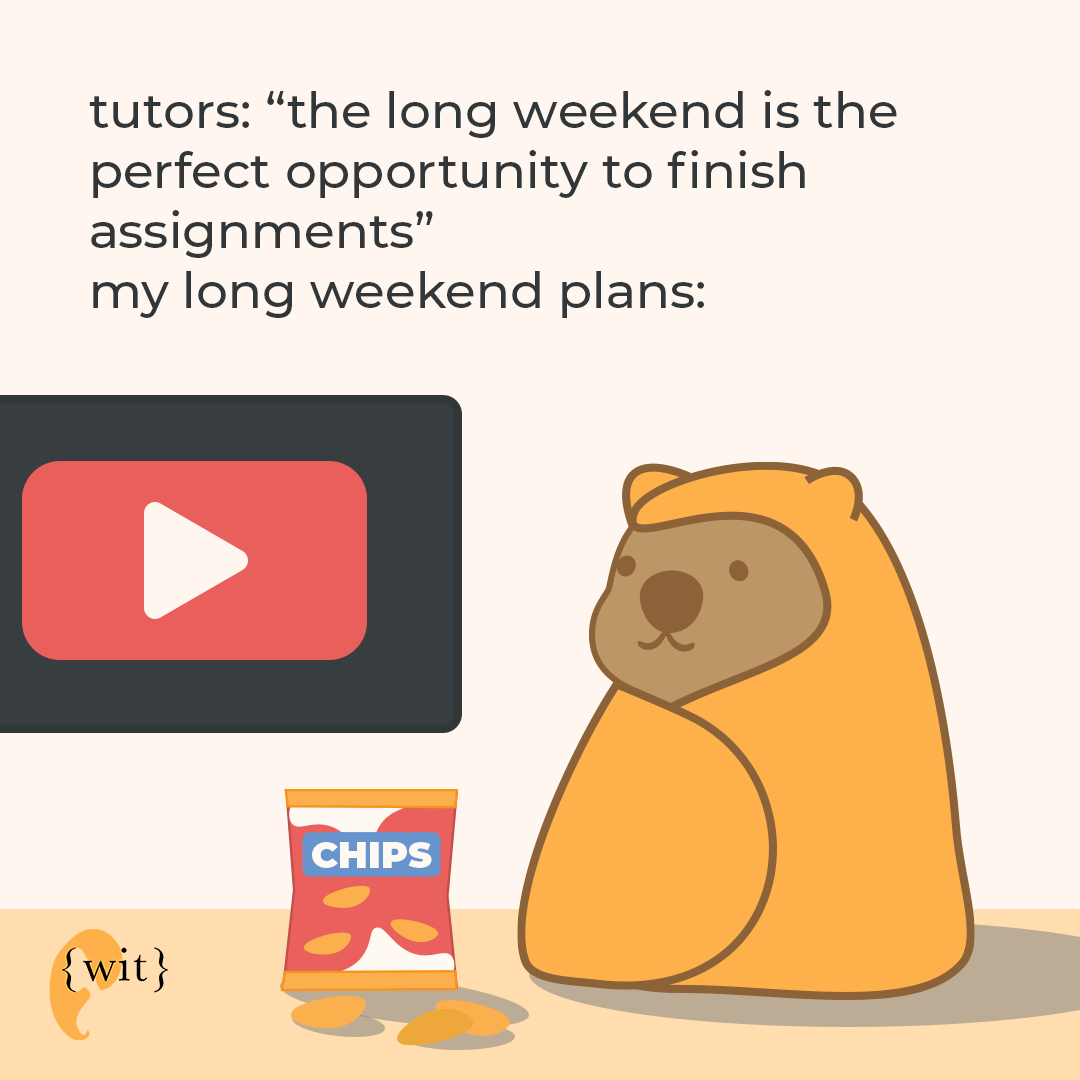 tutors: “the long weekend is the
perfect opportunity to finish
assignments”
my long weekend plans:
CHIPS
{wit}